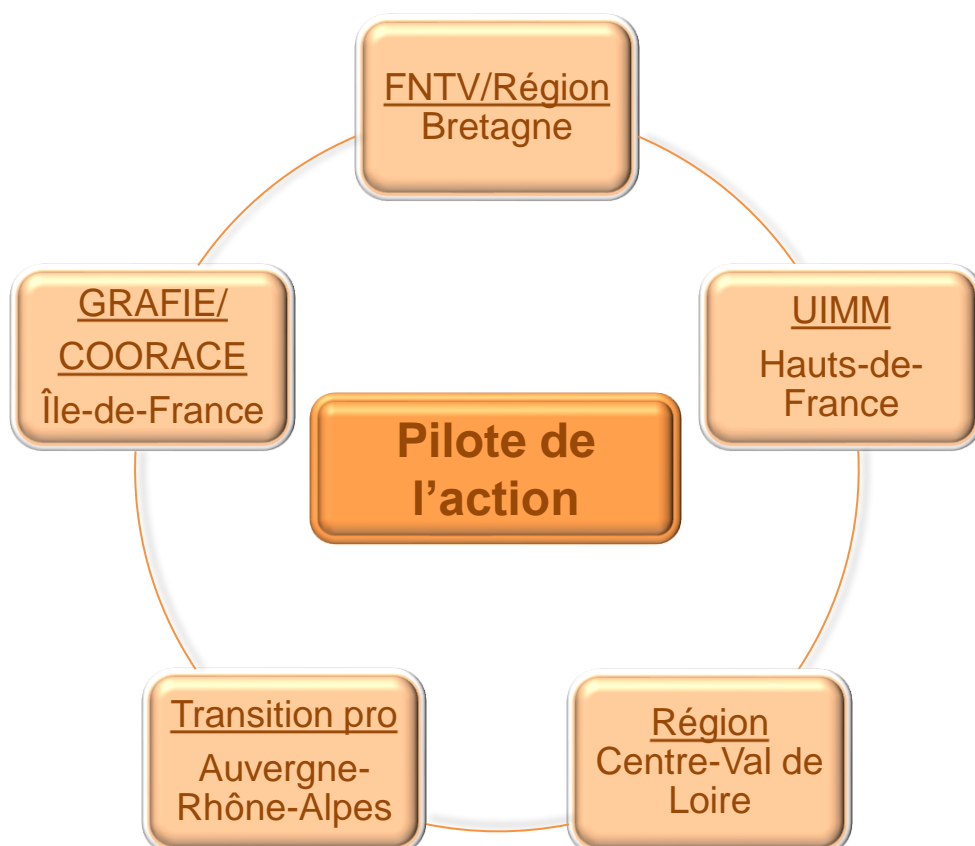 FNTV/Région
Bretagne
GRAFIE/
COORACE
Île-de-France
UIMM
Hauts-de-
France
Pilote de
l’action
Transition pro
Auvergne-
Rhône-Alpes
Région
Centre-Val de
Loire